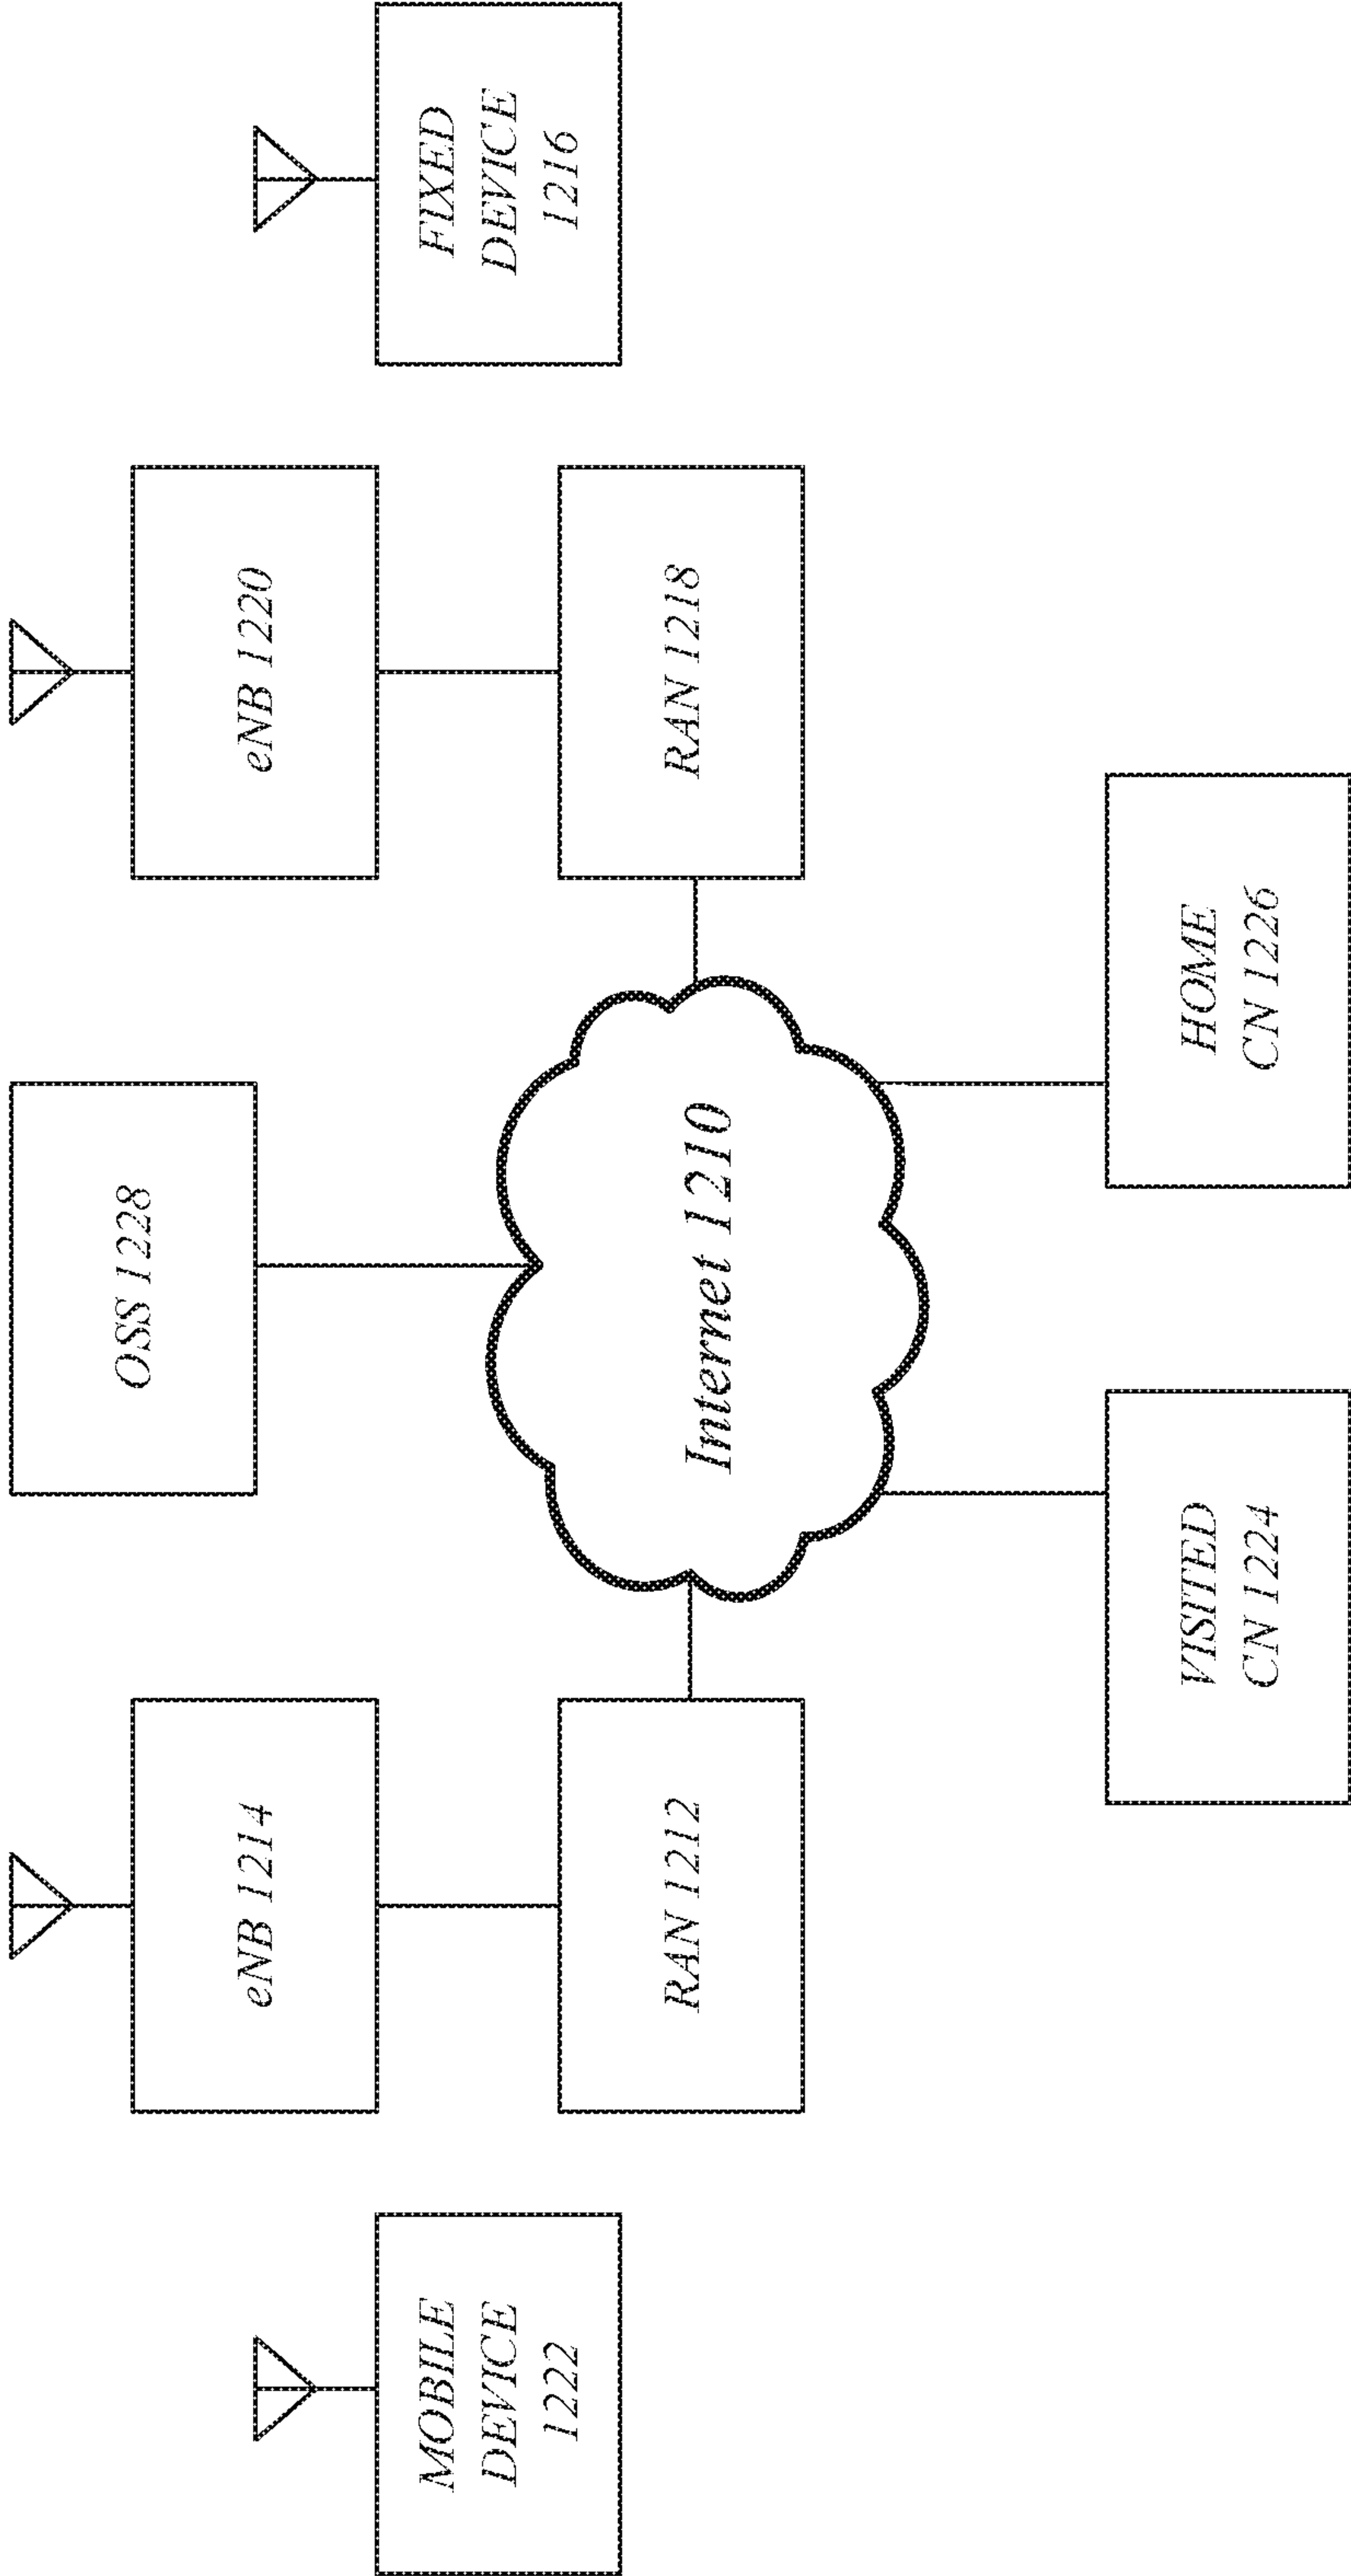 OSS 1228
eNB 1214
eNB 1220
MOBILE
DEVICE
1222
FIXED
DEVICE
1216
RAN 1212
Internet 1210
RAN 1218
VISITED
CN 1224
HOME
CN 1226